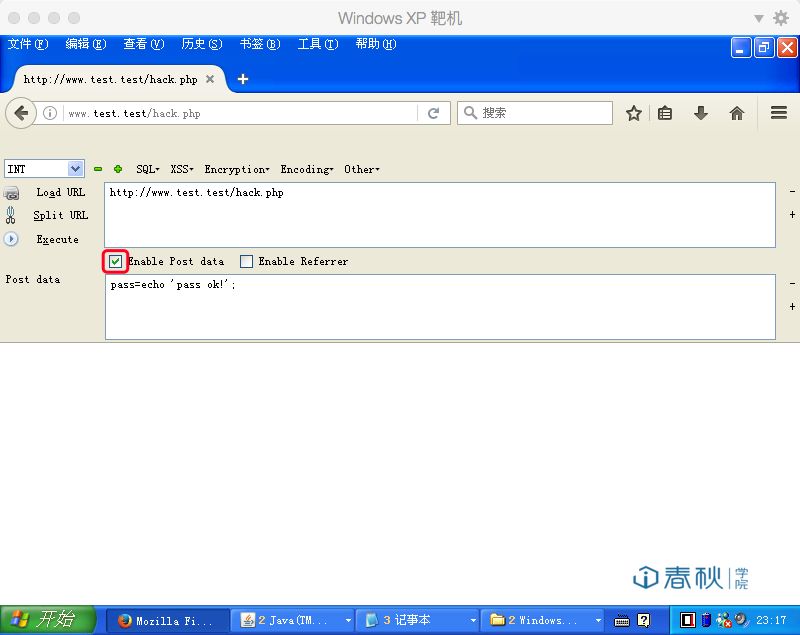 Windows XP 靶机
文件(F) 编辑(E) 查看(V) 历史(S) 书签(B) 工具(T) 帮助(H)
http://www.test.test/hack.php
www.test.test/hack.php
搜索
INT
SQL XSS Encryption Encoding Other
Load URL
http://www.test.test/hack.php
Split URL
Execute
Enable Post data Enable Referrer
Post data
pass=echo 'pass ok!';
春秋 学院
开始 Mozilla Fi... 2 Java(TM... 3 记事本 2 Windows... 23:17